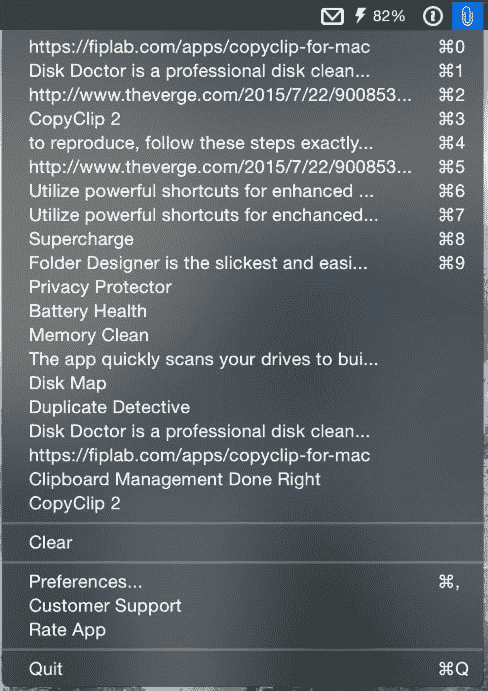 82%
https://fiplab.com/apps/copyclip-for-mac ⌘0
Disk Doctor is a professional disk clean... ⌘1
http://www.theverge.com/2015/7/22/900853... ⌘2
CopyClip 2 ⌘3
to reproduce, follow these steps exactly... ⌘4
http://www.theverge.com/2015/7/22/900853... ⌘5
Utilize powerful shortcuts for enhanced ... ⌘6
Utilize powerful shortcuts for enchanced... ⌘7
Supercharge ⌘8
Folder Designer is the slickest and easi... ⌘9
Privacy Protector
Battery Health
Memory Clean
The app quickly scans your drives to bui...
Disk Map
Duplicate Detective
Disk Doctor is a professional disk clean...
https://fiplab.com/apps/copyclip-for-mac
Clipboard Management Done Right
CopyClip 2
Clear
Preferences... ⌘,
Customer Support
Rate App
Quit ⌘Q